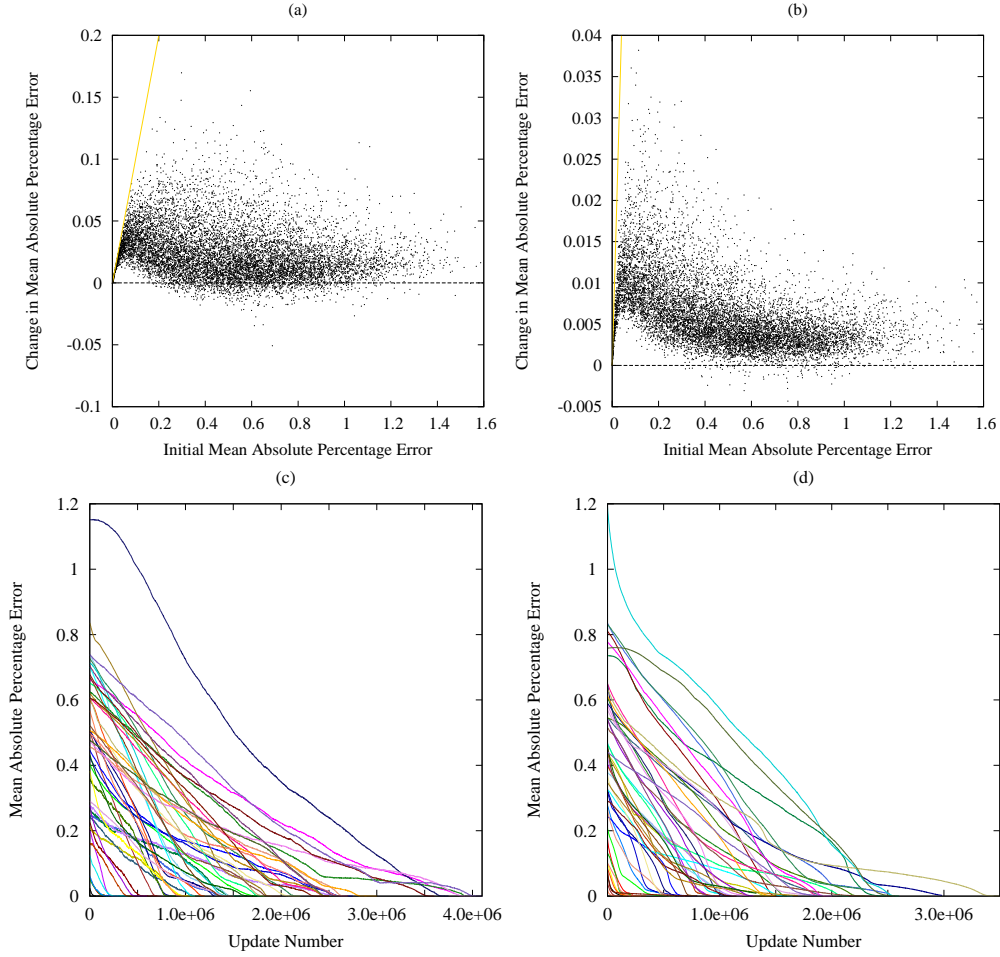 (a)
0.2
0.15
0.1
0.05
0
-0.05
-0.1
Change in Mean Absolute Percentage Error
0 0.2 0.4 0.6 0.8 1 1.2 1.4 1.6
Initial Mean Absolute Percentage Error
(b)
0.04
0.035
0.03
0.025
0.02
0.015
0.01
0.005
0
-0.005
Change in Mean Absolute Percentage Error
0 0.2 0.4 0.6 0.8 1 1.2 1.4 1.6
Initial Mean Absolute Percentage Error
(c)
1.2
1
0.8
0.6
0.4
0.2
0
Mean Absolute Percentage Error
0 1.0e+06 2.0e+06 3.0e+06 4.0e+06
Update Number
(d)
1.2
1
0.8
0.6
0.4
0.2
0
Mean Absolute Percentage Error
0 1.0e+06 2.0e+06 3.0e+06
Update Number